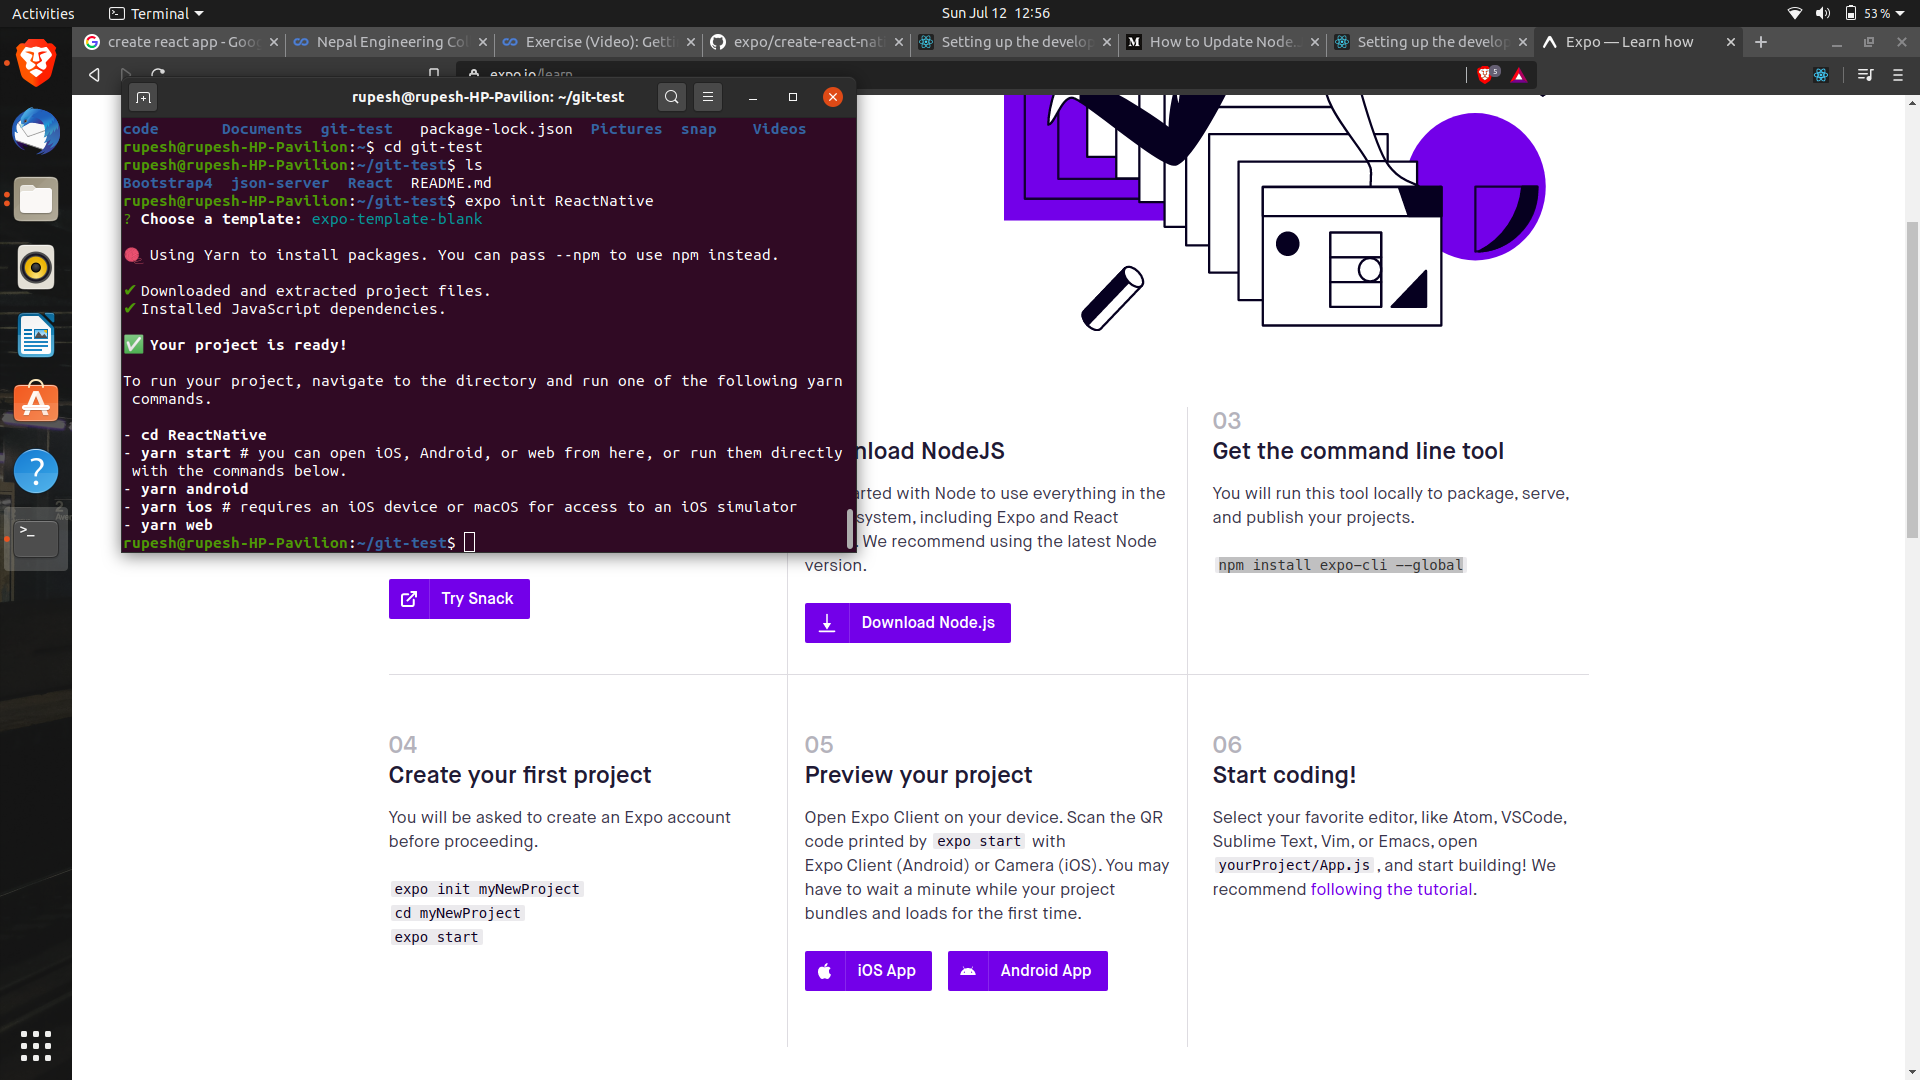 Activities
Terminal
Sun Jul 12 12:56
53 %
create react app - Goo
Nepal Engineering Co
Exercise (Video): Getti
expo/create-react-nat
Setting up the develop
How to Update Node...
Setting up the develop
Expo — Learn how
expo.io/learn
5
rupesh@rupesh-HP-Pavilion: ~/git-test
code Documents git-test package-lock.json Pictures snap Videos
rupesh@rupesh-HP-Pavilion:~$ cd git-test
rupesh@rupesh-HP-Pavilion:~/git-test$ ls
Bootstrap4 json-server React README.md
rupesh@rupesh-HP-Pavilion:~/git-test$ expo init ReactNative
? Choose a template: expo-template-blank
Using Yarn to install packages. You can pass --npm to use npm instead.
✔ Downloaded and extracted project files.
✔ Installed JavaScript dependencies.
✅ Your project is ready!
To run your project, navigate to the directory and run one of the following yarn
commands.
- cd ReactNative
- yarn start # you can open iOS, Android, or web from here, or run them directly
with the commands below.
- yarn android
- yarn ios # requires an iOS device or macOS for access to an iOS simulator
- yarn web
rupesh@rupesh-HP-Pavilion:~/git-test$
Try Snack
nload NodeJS
arted with Node to use everything in the
system, including Expo and React
. We recommend using the latest Node
version.
Download Node.js
03
Get the command line tool
You will run this tool locally to package, serve,
and publish your projects.
npm install expo-cli --global
04
Create your first project
You will be asked to create an Expo account
before proceeding.
expo init myNewProject
cd myNewProject
expo start
05
Preview your project
Open Expo Client on your device. Scan the QR
code printed by expo start with
Expo Client (Android) or Camera (iOS). You may
have to wait a minute while your project
bundles and loads for the first time.
iOS App
Android App
06
Start coding!
Select your favorite editor, like Atom, VSCode,
Sublime Text, Vim, or Emacs, open
yourProject/App.js , and start building! We
recommend following the tutorial.